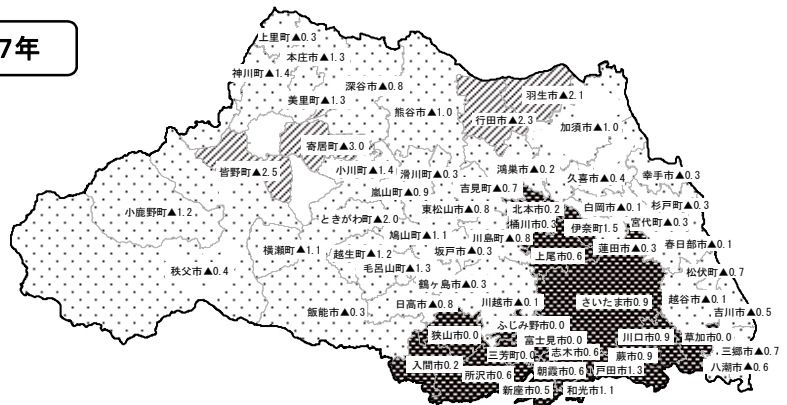 7年
上里町▲0.3
本庄市▲1.3
神川町▲1.4
深谷市▲0.8
美里町▲1.3
熊谷市▲1.0
羽生市▲2.1
行田市▲2.3
加須市▲1.0
寄居町▲3.0
皆野町▲2.5
小川町▲1.4
滑川町▲0.3
鴻巣市▲0.2
久喜市▲0.4
幸手市▲0.3
嵐山町▲0.9
吉見町▲0.7
小鹿野町▲1.2
ときがわ町▲2.0
東松山市▲0.8
北本市0.2
白岡市▲0.1
杉戸町▲0.3
桶川市0.3
伊奈町1.5
宮代町▲0.3
鳩山町▲1.1
川島町▲0.8
横瀬町▲1.1
越生町▲1.2
坂戸市▲0.3
上尾市0.6
蓮田市▲0.3
春日部市▲0.1
秩父市▲0.4
毛呂山町▲1.3
松伏町▲0.7
鶴ヶ島市▲0.3
日高市▲0.8
川越市▲0.1
さいたま市0.9
越谷市▲0.1
飯能市▲0.3
吉川市▲0.5
ふじみ野市0.0
狭山市0.0
富士見市0.0
川口市0.9
草加市0.0
三芳町0.0
志木市0.6
蕨市0.9
三郷市▲0.7
入間市0.2
所沢市0.6
朝霞市0.6
戸田市1.3
八潮市▲0.6
新座市0.5
和光市1.1